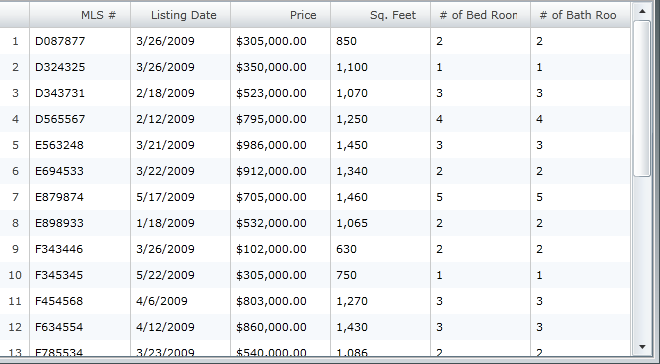 MLS # Listing Date Price Sq. Feet # of Bed Roor # of Bath Roo
1 D087877 3/26/2009 $305,000.00 850 2 2
2 D324325 3/26/2009 $350,000.00 1,100 1 1
3 D343731 2/18/2009 $523,000.00 1,070 3 3
4 D565567 2/12/2009 $795,000.00 1,250 4 4
5 E563248 3/21/2009 $986,000.00 1,450 3 3
6 E694533 3/22/2009 $912,000.00 1,340 2 2
7 E879874 5/17/2009 $705,000.00 1,460 5 5
8 E898933 1/18/2009 $532,000.00 1,065 2 2
9 F343446 3/26/2009 $102,000.00 630 2 2
10 F345345 5/22/2009 $305,000.00 750 1 1
11 F454568 4/6/2009 $803,000.00 1,270 3 3
12 F634554 4/12/2009 $860,000.00 1,430 3 3
13 F785534 3/23/2009 $540,000.00 1,086 2 2